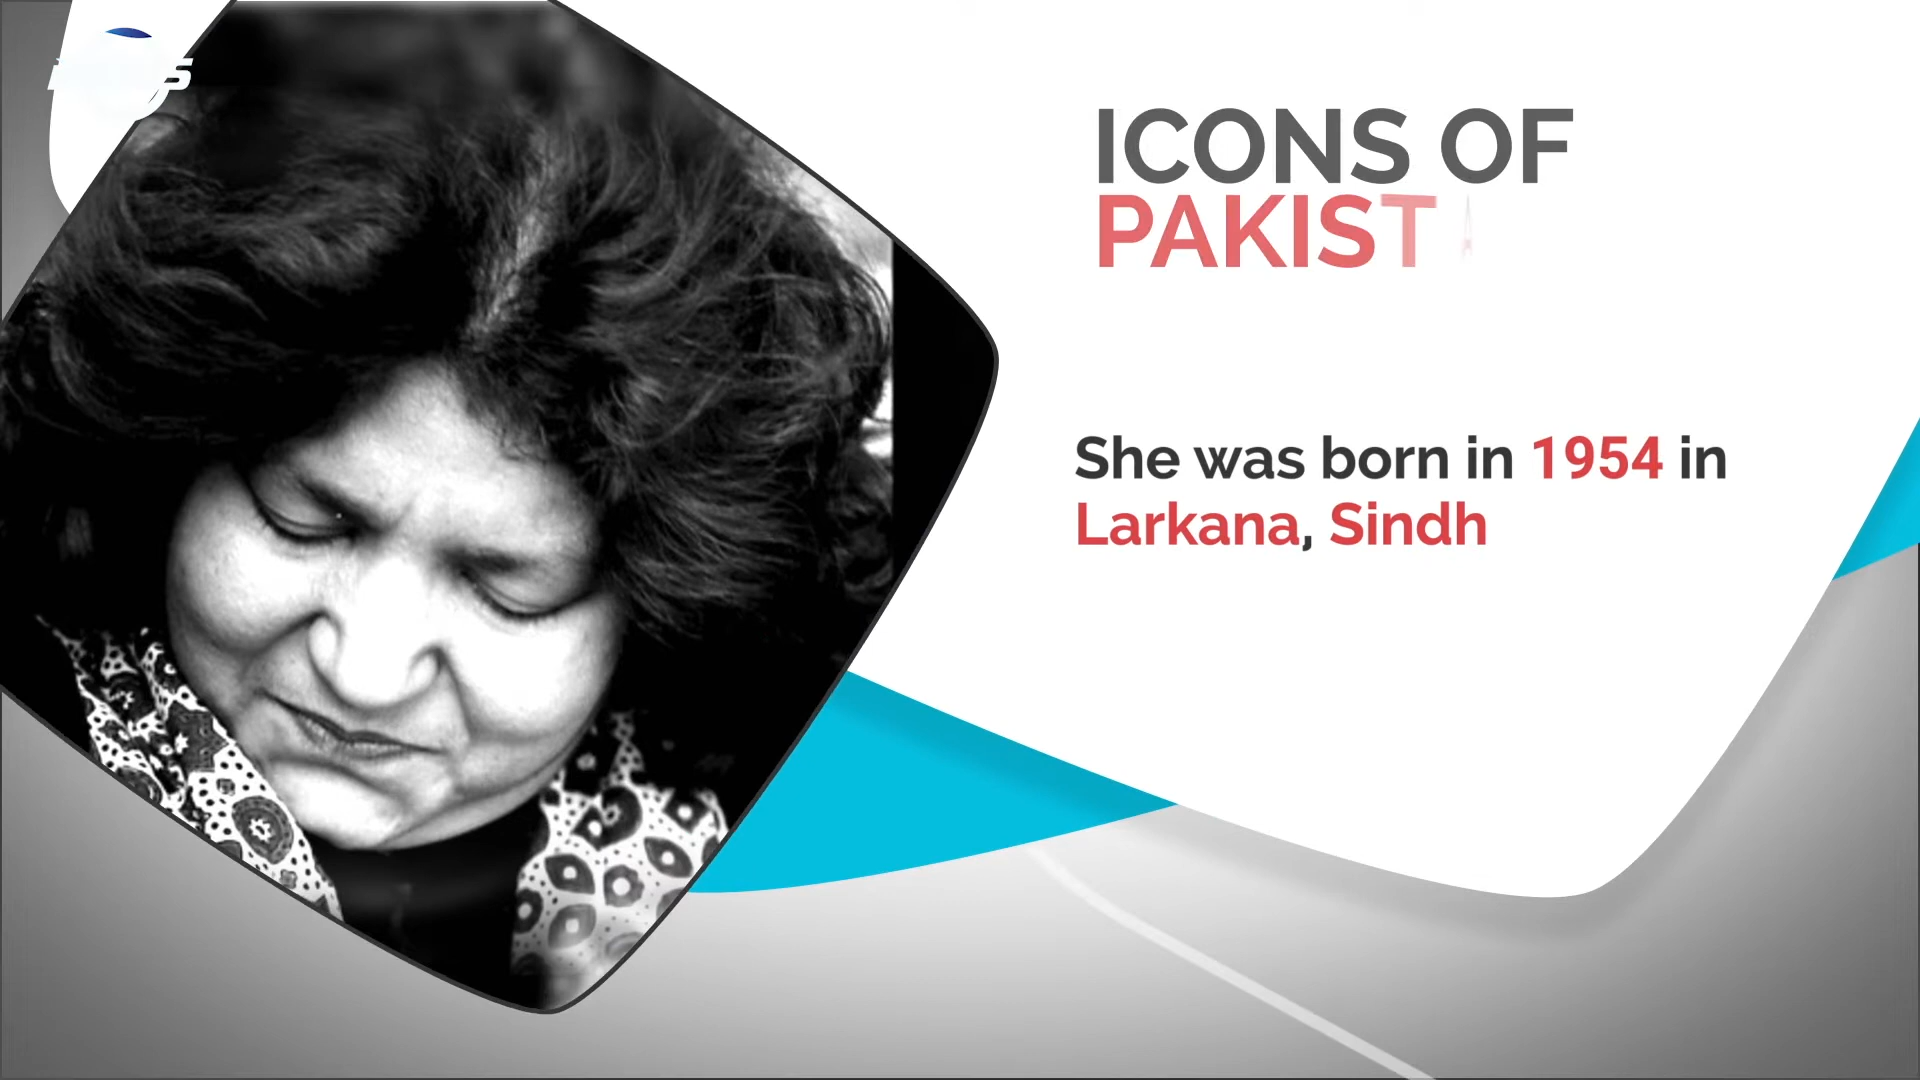 ICONS OF
PAKIST
She was born in 1954 in
Larkana, Sindh